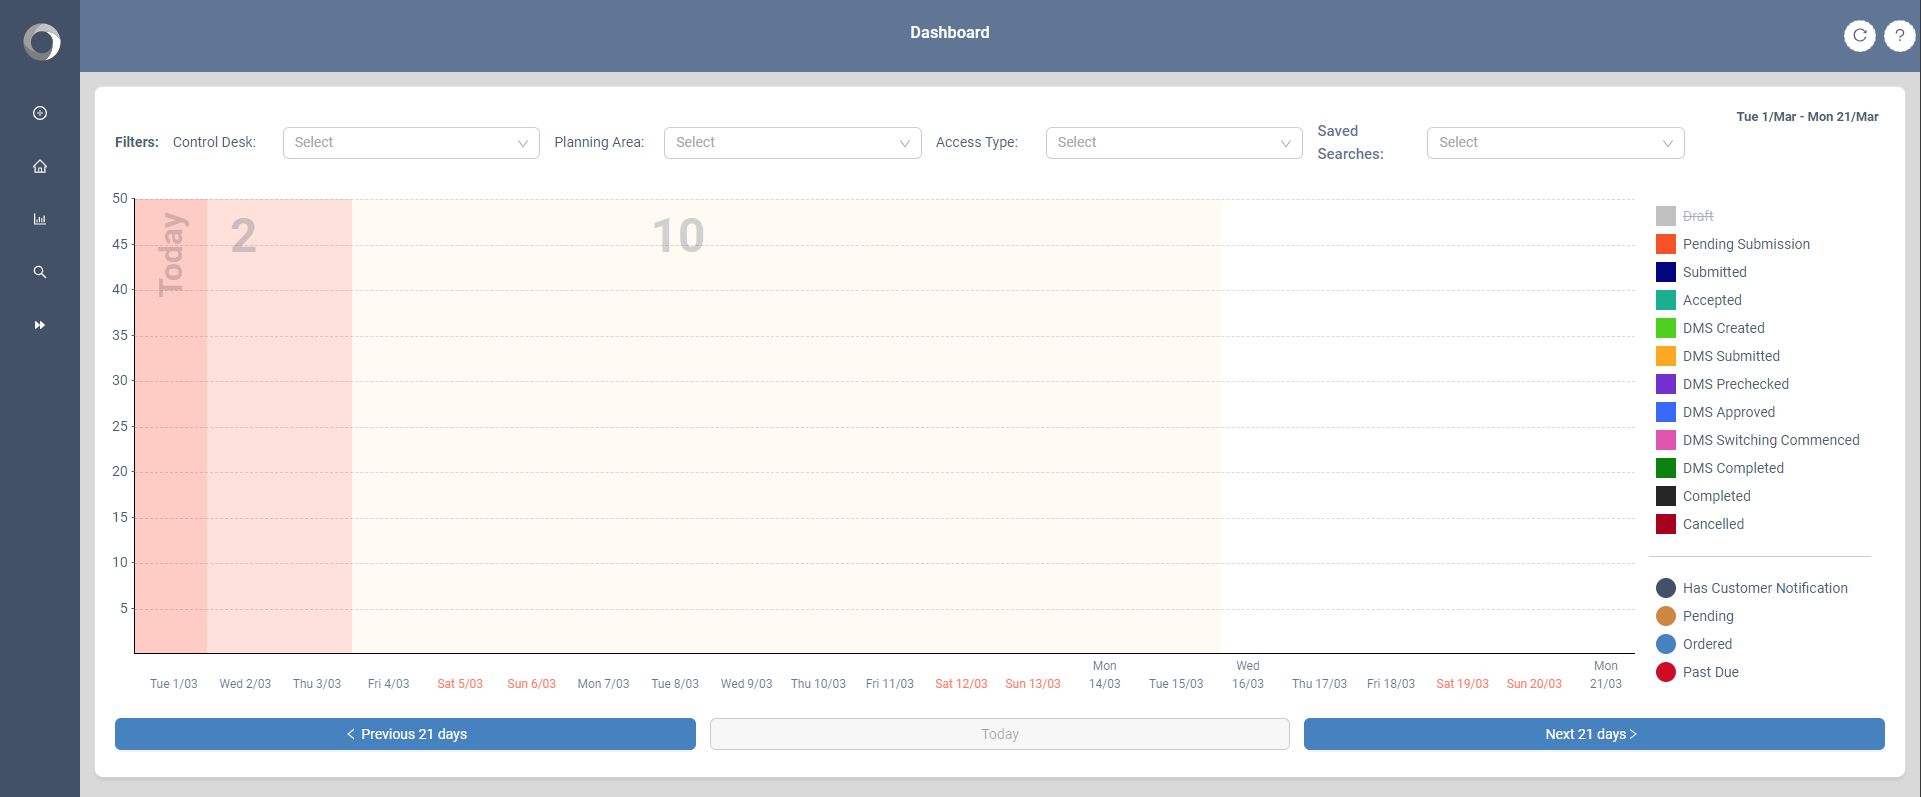 Dashboard
?
Tue 1/Mar - Mon 21/Mar
Filters: Control Desk: Select Planning Area: Select Access Type: Select Saved Searches: Select
50
45
40
35
30
25
20
15
10
5
Today
2
10
Draft
Pending Submission
Submitted
Accepted
DMS Created
DMS Submitted
DMS Prechecked
DMS Approved
DMS Switching Commenced
DMS Completed
Completed
Cancelled
Has Customer Notification
Pending
Ordered
Past Due
Tue 1/03 Wed 2/03 Thu 3/03 Fri 4/03 Sat 5/03 Sun 6/03 Mon 7/03 Tue 8/03 Wed 9/03 Thu 10/03 Fri 11/03 Sat 12/03 Sun 13/03 Mon 14/03 Tue 15/03 Wed 16/03 Thu 17/03 Fri 18/03 Sat 19/03 Sun 20/03 Mon 21/03
< Previous 21 days
Today
Next 21 days >